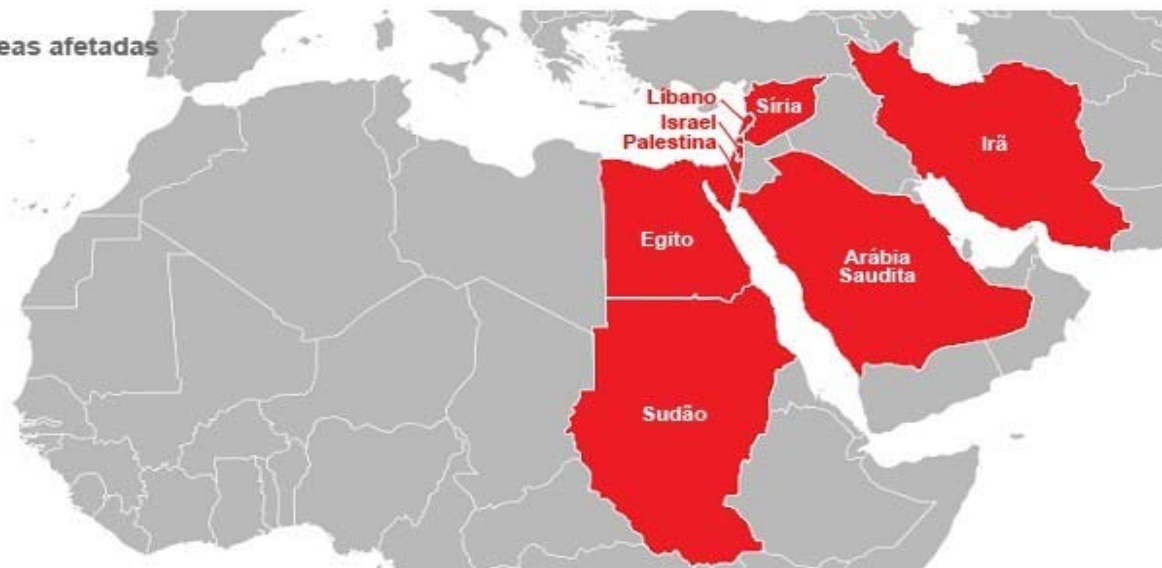 eas afetadas
Líbano
Israel
Palestina
Síria
Irã
Egito
Arábia
Saudita
Sudão